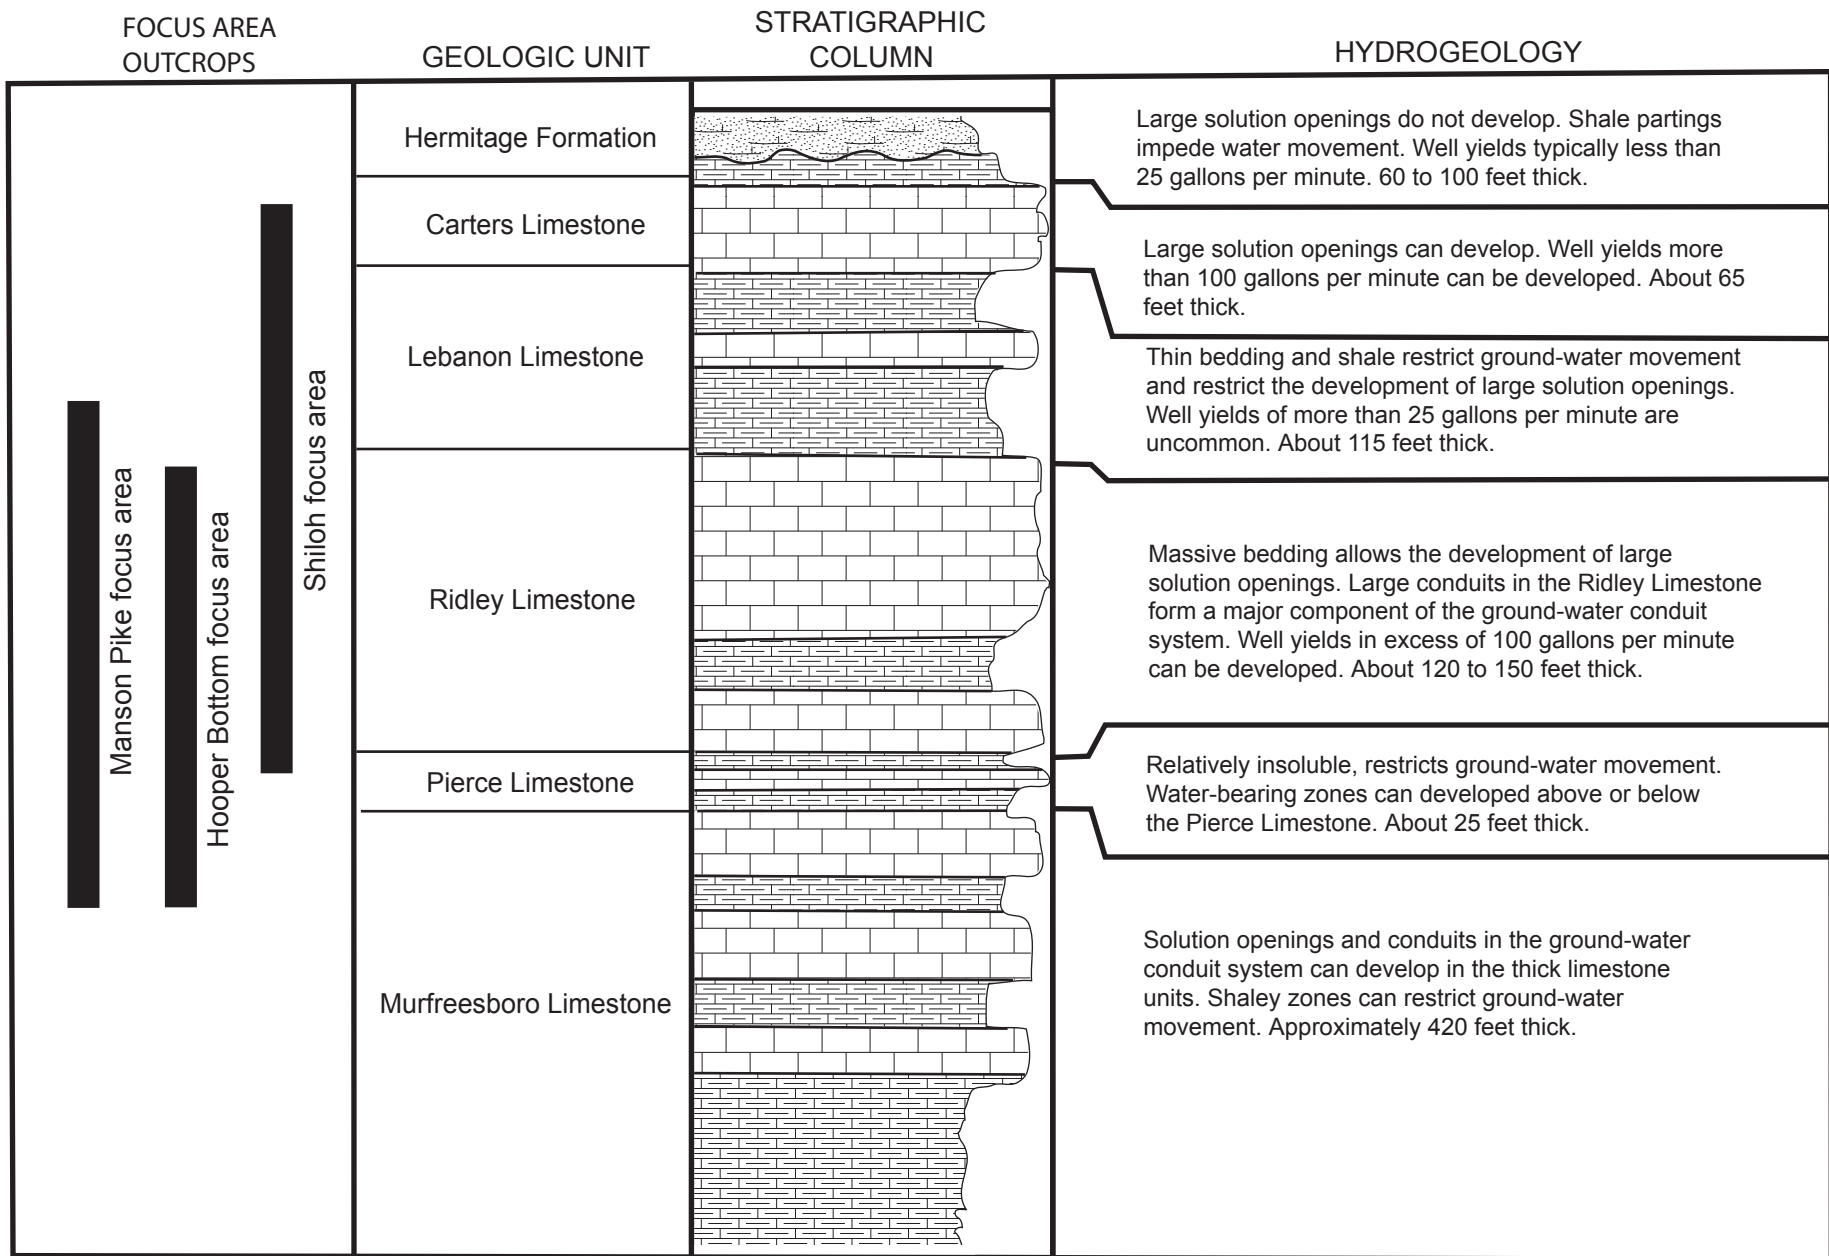 FOCUS AREA
OUTCROPS
GEOLOGIC UNIT
STRATIGRAPHIC
COLUMN
HYDROGEOLOGY
Manson Pike focus area
Hooper Bottom focus area
Shiloh focus area
Hermitage Formation
Large solution openings do not develop. Shale partings
impede water movement. Well yields typically less than
25 gallons per minute. 60 to 100 feet thick.
Carters Limestone
Large solution openings can develop. Well yields more
than 100 gallons per minute can be developed. About 65
feet thick.
Lebanon Limestone
Thin bedding and shale restrict ground-water movement
and restrict the development of large solution openings.
Well yields of more than 25 gallons per minute are
uncommon. About 115 feet thick.
Ridley Limestone
Massive bedding allows the development of large
solution openings. Large conduits in the Ridley Limestone
form a major component of the ground-water conduit
system. Well yields in excess of 100 gallons per minute
can be developed. About 120 to 150 feet thick.
Pierce Limestone
Relatively insoluble, restricts ground-water movement.
Water-bearing zones can developed above or below
the Pierce Limestone. About 25 feet thick.
Murfreesboro Limestone
Solution openings and conduits in the ground-water
conduit system can develop in the thick limestone
units. Shaley zones can restrict ground-water
movement. Approximately 420 feet thick.